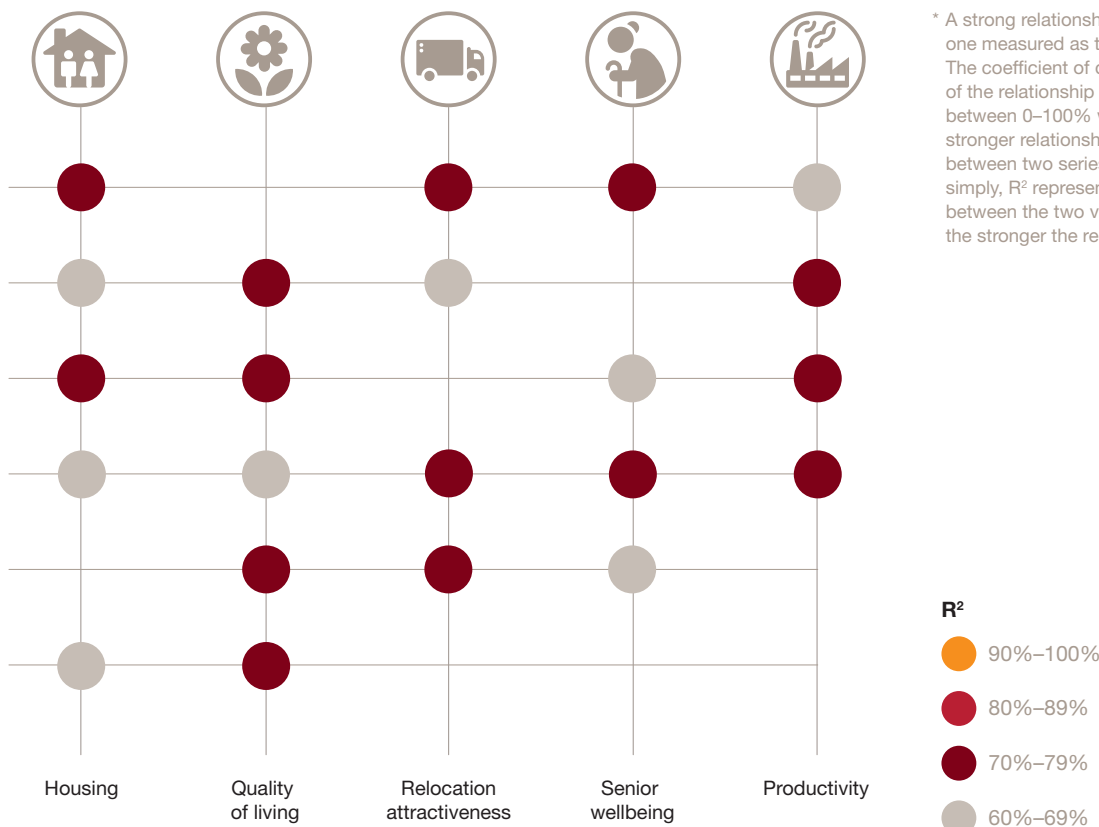 * A strong relationsh
one measured as t
The coefficient of
of the relationship
between 0–100%
stronger relationsh
between two series
simply, R² represen
between the two v
the stronger the re
R²
90%–100%
80%–89%
70%–79%
60%–69%
Housing
Quality
of living
Relocation
attractiveness
Senior
wellbeing
Productivity